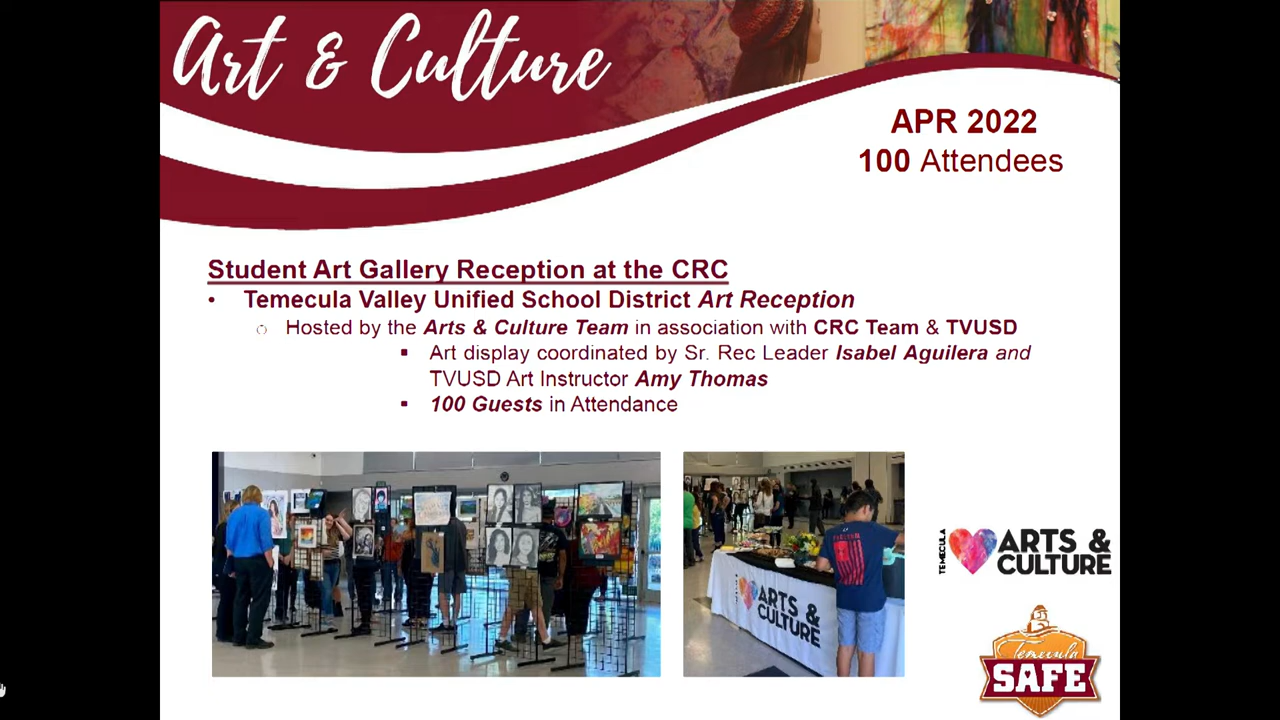 Art & Culture
APR 2022
100 Attendees
Student Art Gallery Reception at the CRC
• Temecula Valley Unified School District Art Reception
Hosted by the Arts & Culture Team in association with CRC Team & TVUSD
▪ Art display coordinated by Sr. Rec Leader Isabel Aguilera and
TVUSD Art Instructor Amy Thomas
▪ 100 Guests in Attendance
TEMECULA
ARTS &
CULTURE
ARTS &
CULTURE
Temecula
SAFE